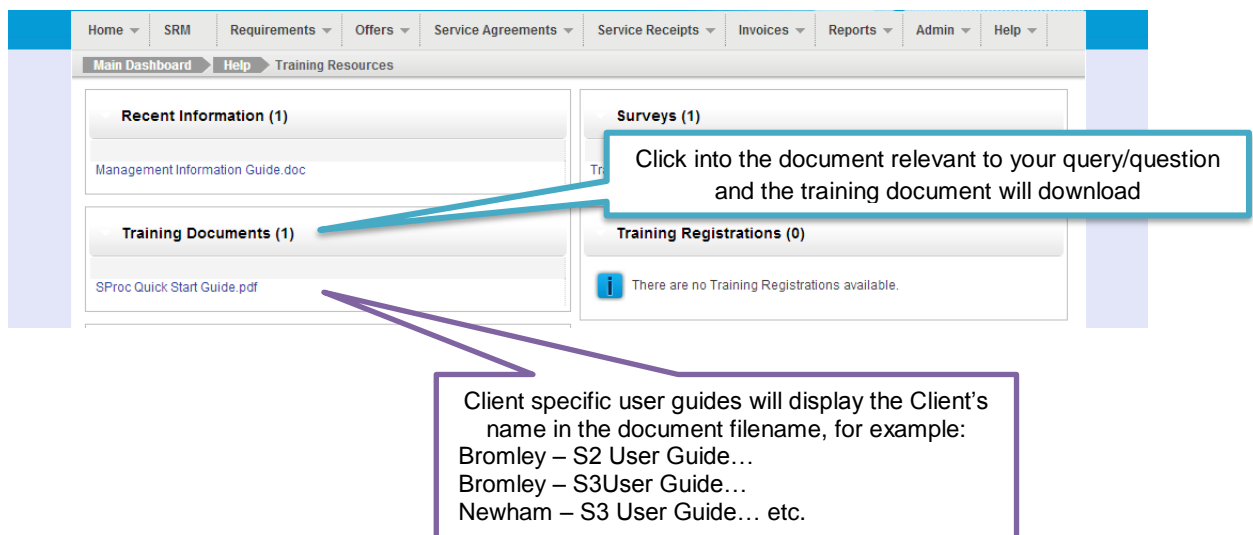 Home SRM Requirements Offers Service Agreements Service Receipts Invoices Reports Admin Help
Main Dashboard Help Training Resources
Recent Information (1)
Management Information Guide.doc
Surveys (1)
Click into the document relevant to your query/question
and the training document will download
Training Documents (1)
SProc Quick Start Guide.pdf
Training Registrations (0)
i There are no Training Registrations available.
Client specific user guides will display the Client's
name in the document filename, for example:
Bromley – S2 User Guide…
Bromley – S3User Guide…
Newham – S3 User Guide… etc.